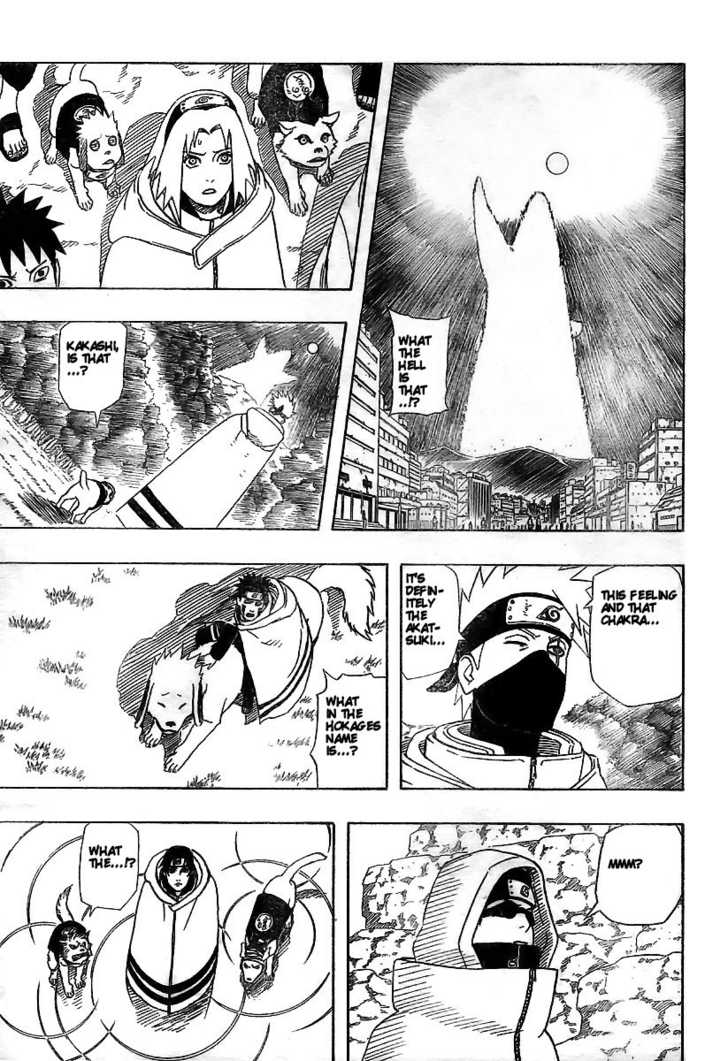 WHAT
THE
HELL
IS
THAT
..!?
KAKASHI,
IS THAT
...?
THIS FEELING
AND THAT
CHAKRA...
IT'S
DEFIN-
ITELY
THE
AKAT-
SUKI...
WHAT
IN THE
HOKAGES
NAME
IS...?
MMM?
WHAT
THE...!?